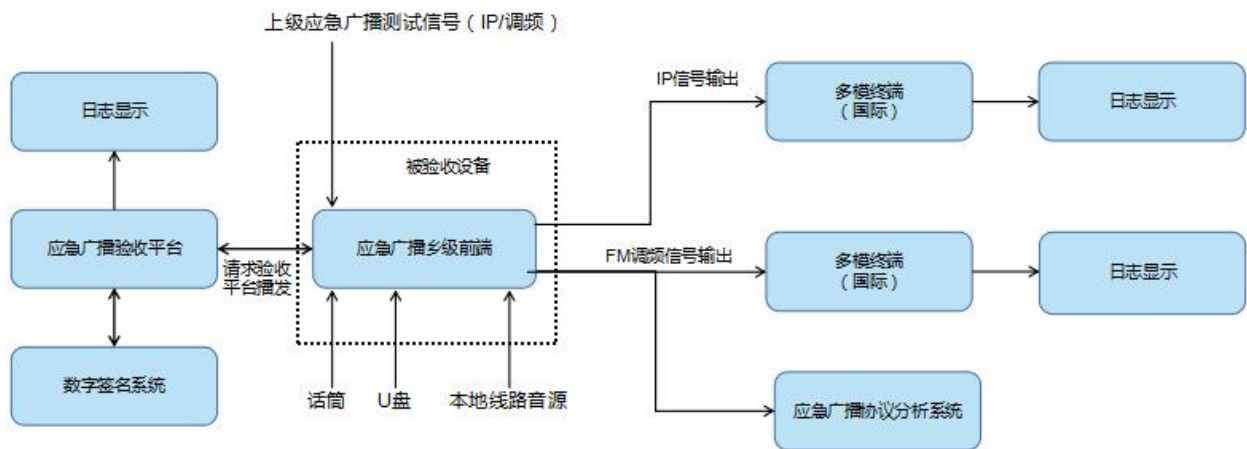 上级应急广播测试信号（IP/调频）
日志显示
IP信号输出
多模终端
（国际）
日志显示
被验收设备
应急广播验收平台
请求验收
平台播发
应急广播乡级前端
FM调频信号输出
多模终端
（国际）
日志显示
数字签名系统
话筒
U盘
本地线路音源
应急广播协议分析系统